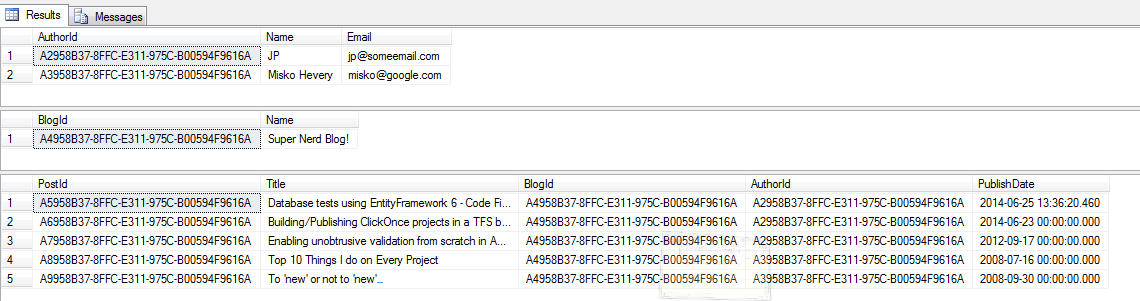 Results Messages
AuthorId Name Email
1 A2958B37-8FFC-E311-975C-B00594F9616A JP jp@someemail.com
2 A3958B37-8FFC-E311-975C-B00594F9616A Misko Hevery misko@google.com
BlogId Name
1 A4958B37-8FFC-E311-975C-B00594F9616A Super Nerd Blog!
PostId Title BlogId AuthorId PublishDate
1 A5958B37-8FFC-E311-975C-B00594F9616A Database tests using EntityFramework 6 - Code Fi... A4958B37-8FFC-E311-975C-B00594F9616A A2958B37-8FFC-E311-975C-B00594F9616A 2014-06-25 13:36:20.460
2 A6958B37-8FFC-E311-975C-B00594F9616A Building/Publishing ClickOnce projects in a TFS b... A4958B37-8FFC-E311-975C-B00594F9616A A2958B37-8FFC-E311-975C-B00594F9616A 2014-06-23 00:00:00.000
3 A7958B37-8FFC-E311-975C-B00594F9616A Enabling unobtrusive validation from scratch in A... A4958B37-8FFC-E311-975C-B00594F9616A A2958B37-8FFC-E311-975C-B00594F9616A 2012-09-17 00:00:00.000
4 A8958B37-8FFC-E311-975C-B00594F9616A Top 10 Things I do on Every Project A4958B37-8FFC-E311-975C-B00594F9616A A3958B37-8FFC-E311-975C-B00594F9616A 2008-07-16 00:00:00.000
5 A9958B37-8FFC-E311-975C-B00594F9616A To 'new' or not to 'new'... A4958B37-8FFC-E311-975C-B00594F9616A A3958B37-8FFC-E311-975C-B00594F9616A 2008-09-30 00:00:00.000